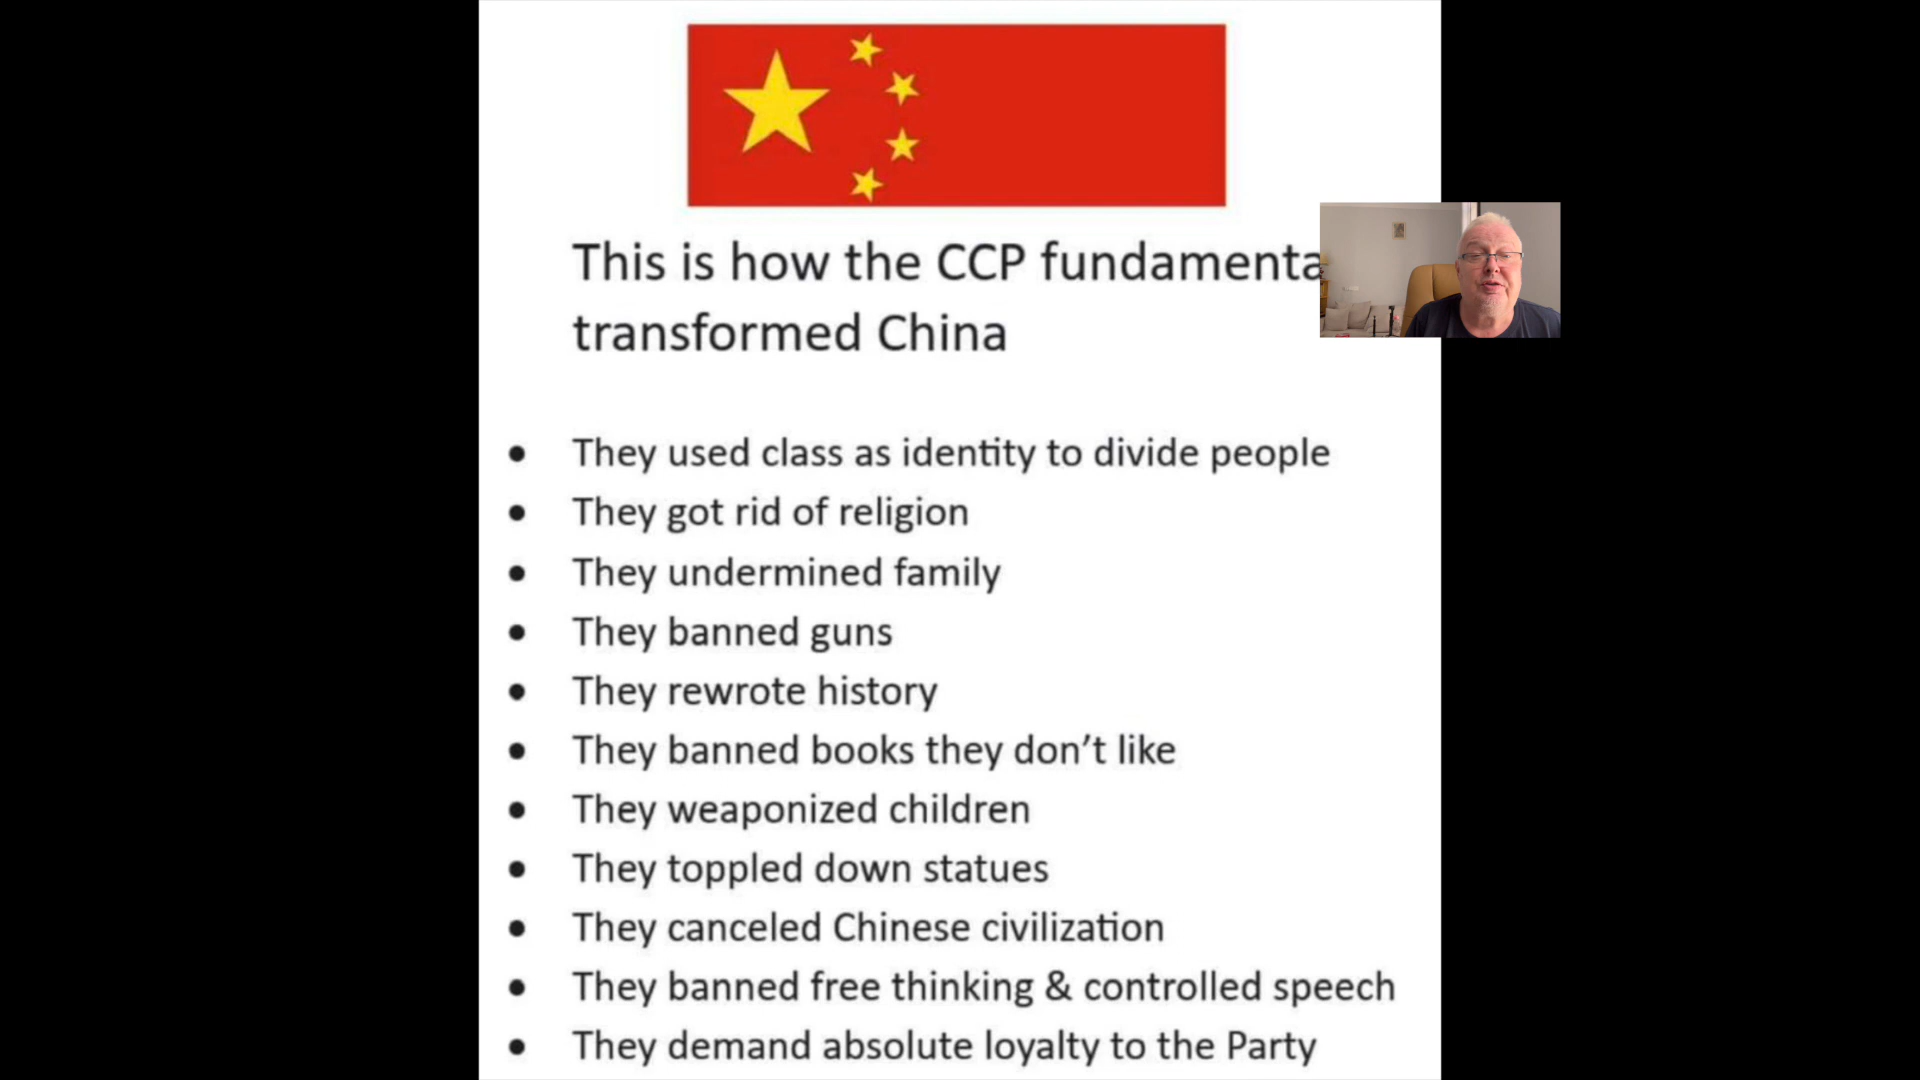 This is how the CCP fundamenta
transformed China
• They used class as identity to divide people
• They got rid of religion
• They undermined family
• They banned guns
• They rewrote history
• They banned books they don’t like
• They weaponized children
• They toppled down statues
• They canceled Chinese civilization
• They banned free thinking & controlled speech
• They demand absolute loyalty to the Party